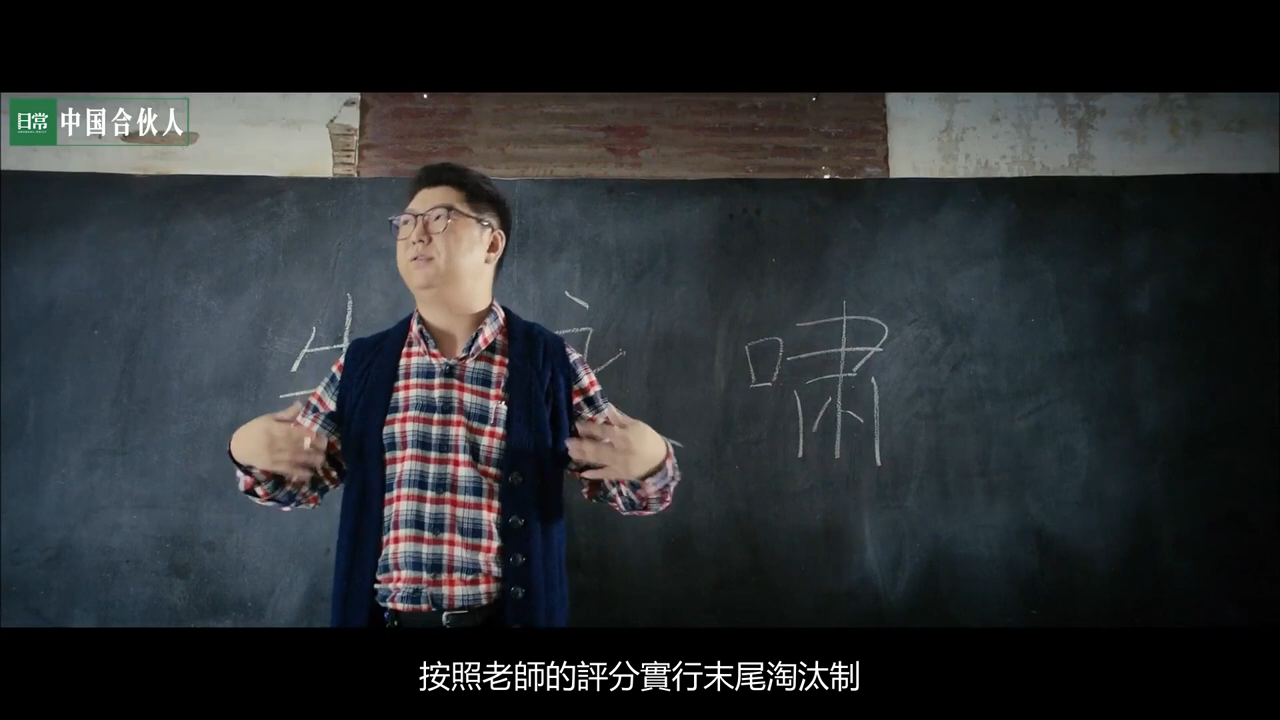 日常 中国合伙人
啸
按照老師的評分實行末尾淘汰制